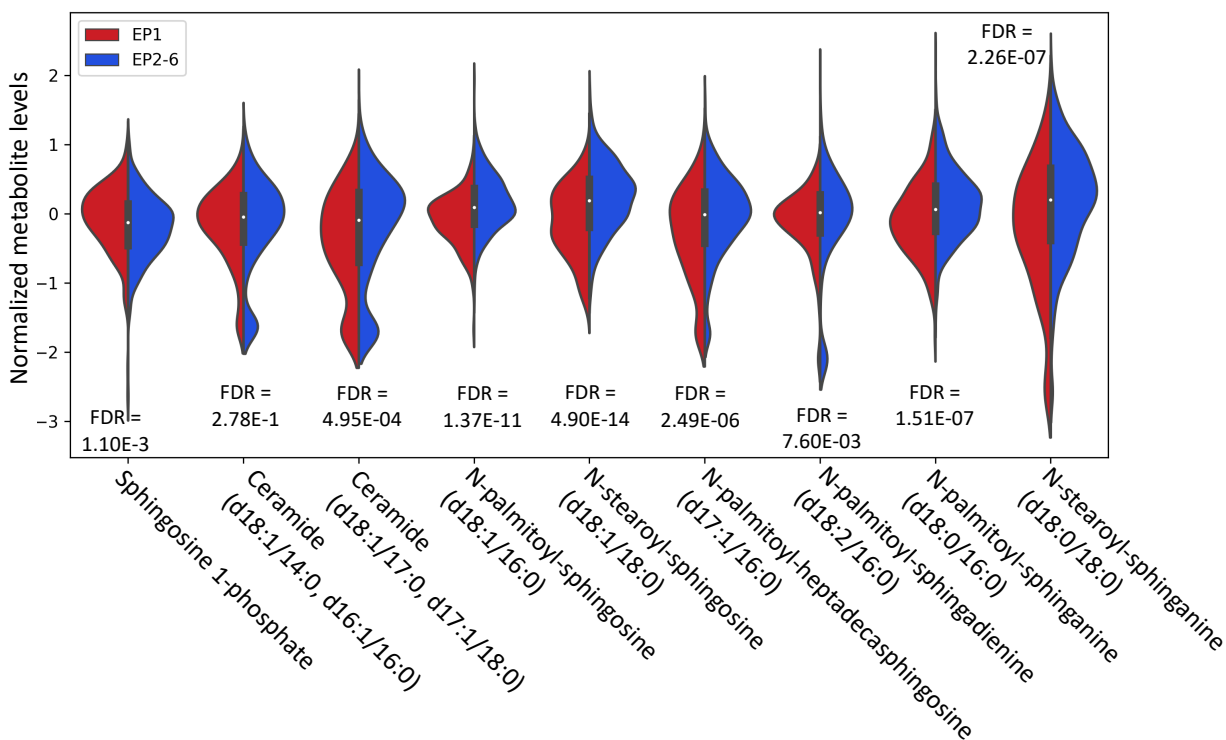 EP1
EP2-6
Normalized metabolite levels
2
1
0
−1
−2
−3
FDR =
1.10E-3
FDR =
2.78E-1
FDR =
4.95E-04
FDR =
1.37E-11
FDR =
4.90E-14
FDR =
2.49E-06
FDR =
7.60E-03
FDR =
1.51E-07
FDR =
2.26E-07
Sphingosine 1-phosphate
Ceramide
(d18:1/14:0, d16:1/16:0)
Ceramide
(d18:1/17:0, d17:1/18:0)
N-palmitoyl-sphingosine
(d18:1/16:0)
N-stearoyl-sphingosine
(d18:1/18:0)
N-palmitoyl-heptadecasphingosine
(d17:1/16:0)
N-palmitoyl-sphingadienine
(d18:2/16:0)
N-palmitoyl-sphinganine
(d18:0/16:0)
N-stearoyl-sphinganine
(d18:0/18:0)